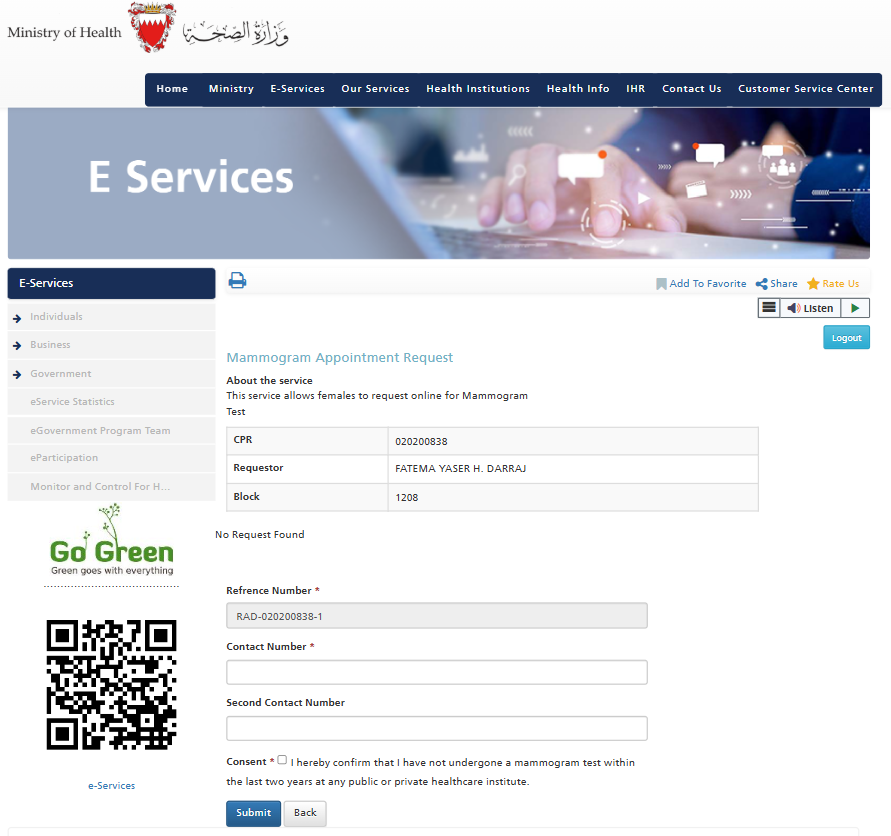 Ministry of Health
وزارة الصحة
Home Ministry E-Services Our Services Health Institutions Health Info IHR Contact Us Customer Service Center
E Services
E-Services
Individuals
Business
Government
eService Statistics
eGovernment Program Team
eParticipation
Monitor and Control For H...
Go Green
Green goes with everything
e-Services
Add To Favorite Share Rate Us
Listen
Logout
Mammogram Appointment Request
About the service
This service allows females to request online for Mammogram
Test
CPR 020200838
Requestor FATEMA YASER H. DARRAJ
Block 1208
No Request Found
Refrence Number *
RAD-020200838-1
Contact Number *
Second Contact Number
Consent * I hereby confirm that I have not undergone a mammogram test within
the last two years at any public or private healthcare institute.
Submit Back